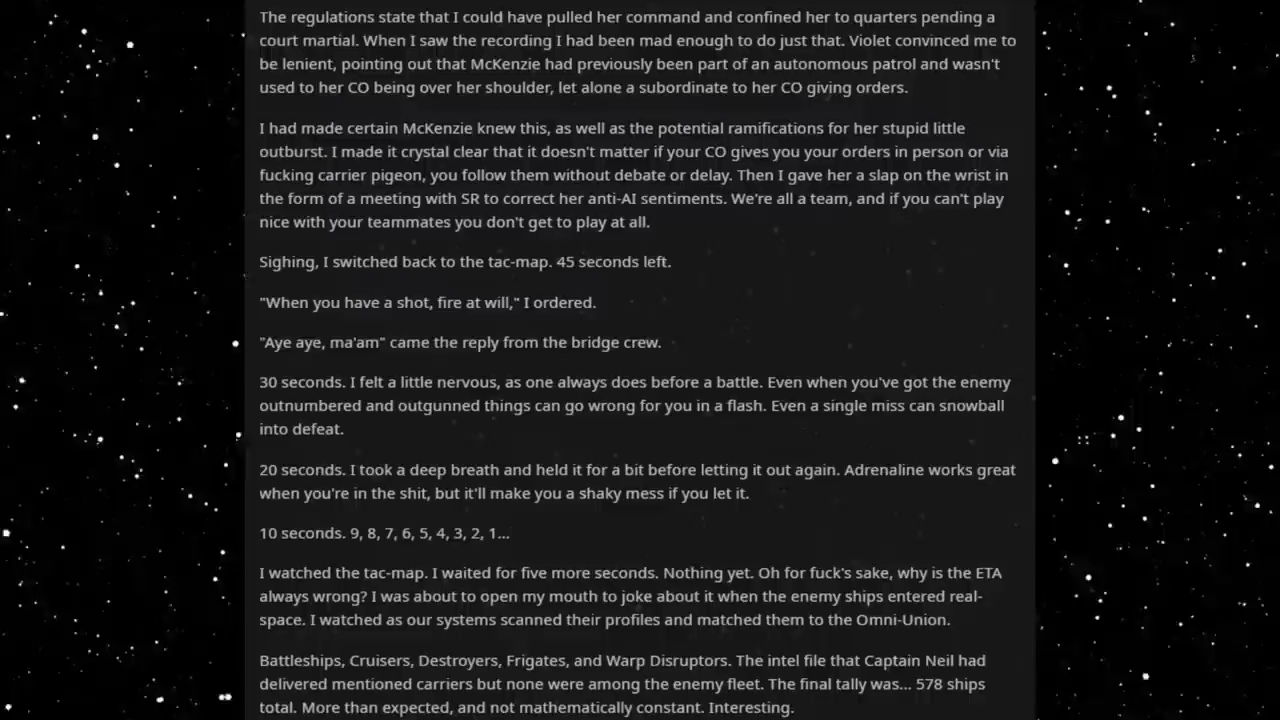 The regulations state that I could have pulled her command and confined her to quarters pending a
court martial. When I saw the recording I had been mad enough to do just that. Violet convinced me to
be lenient, pointing out that McKenzie had previously been part of an autonomous patrol and wasn't
used to her CO being over her shoulder, let alone a subordinate to her CO giving orders.
I had made certain McKenzie knew this, as well as the potential ramifications for her stupid little
outburst. I made it crystal clear that it doesn't matter if your CO gives you your orders in person or via
fucking carrier pigeon, you follow them without debate or delay. Then I gave her a slap on the wrist in
the form of a meeting with SR to correct her anti-AI sentiments. We're all a team, and if you can't play
nice with your teammates you don't get to play at all.
Sighing, I switched back to the tac-map. 45 seconds left.
"When you have a shot, fire at will," I ordered.
"Aye aye, ma'am" came the reply from the bridge crew.
30 seconds. I felt a little nervous, as one always does before a battle. Even when you've got the enemy
outnumbered and outgunned things can go wrong for you in a flash. Even a single miss can snowball
into defeat.
20 seconds. I took a deep breath and held it for a bit before letting it out again. Adrenaline works great
when you're in the shit, but it'll make you a shaky mess if you let it.
10 seconds. 9, 8, 7, 6, 5, 4, 3, 2, 1...
I watched the tac-map. I waited for five more seconds. Nothing yet. Oh for fuck's sake, why is the ETA
always wrong? I was about to open my mouth to joke about it when the enemy ships entered real-
space. I watched as our systems scanned their profiles and matched them to the Omni-Union.
Battleships, Cruisers, Destroyers, Frigates, and Warp Disruptors. The intel file that Captain Neil had
delivered mentioned carriers but none were among the enemy fleet. The final tally was... 578 ships
total. More than expected, and not mathematically constant. Interesting.